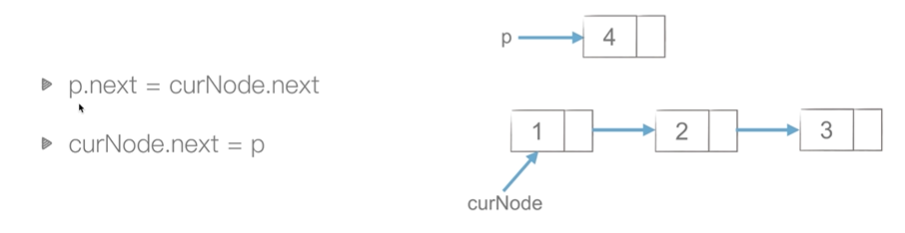 p.next = curNode.next
curNode.next = p
p
4
1
2
3
curNode